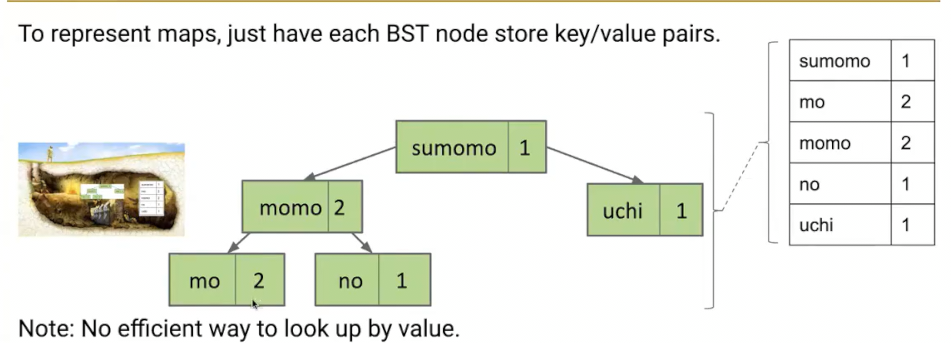 To represent maps, just have each BST node store key/value pairs.
sumomo 1
momo 2
uchi 1
mo 2
no 1
sumomo 1
mo 2
momo 2
no 1
uchi 1
Note: No efficient way to look up by value.